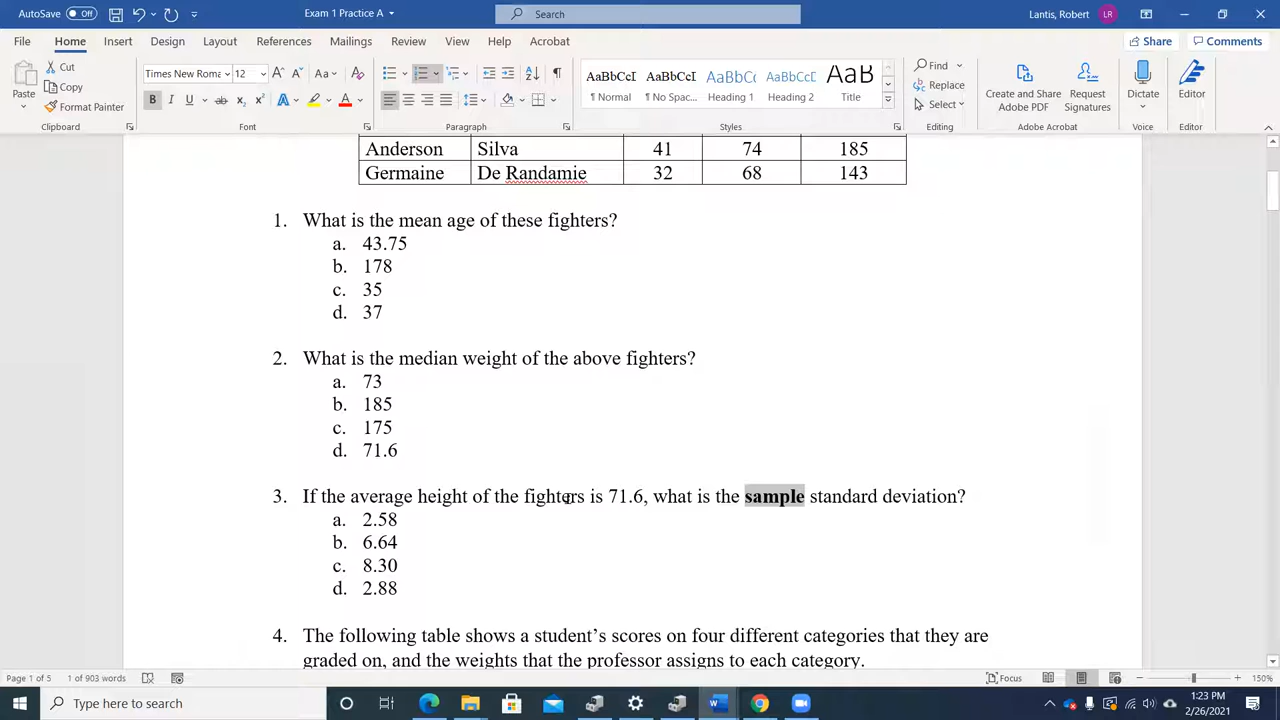 AutoSave Off Exam 1 Practice A Search Lantis, Robert LR
File Home Insert Design Layout References Mailings Review View Help Acrobat Share Comments
Paste Cut Copy Format Painter
Times New Roma 12 Aa
B I U ab x₂ x² A A
AaBbCcI AaBbCcI AaBbC AaBbCcC AaB
¶ Normal ¶ No Spac... Heading 1 Heading 2 Title
Find Replace Select
Create and Share Adobe PDF Request Signatures Dictate Editor
Clipboard Font Paragraph Styles Editing Adobe Acrobat Voice Editor
Anderson Silva 41 74 185
Germaine De Randamie 32 68 143
1. What is the mean age of these fighters?
a. 43.75
b. 178
c. 35
d. 37
2. What is the median weight of the above fighters?
a. 73
b. 185
c. 175
d. 71.6
3. If the average height of the fighters is 71.6, what is the sample standard deviation?
a. 2.58
b. 6.64
c. 8.30
d. 2.88
4. The following table shows a student's scores on four different categories that they are
graded on, and the weights that the professor assigns to each category.
Page 1 of 5 1 of 903 words Focus 150%
Type here to search 1:23 PM
2/26/2021